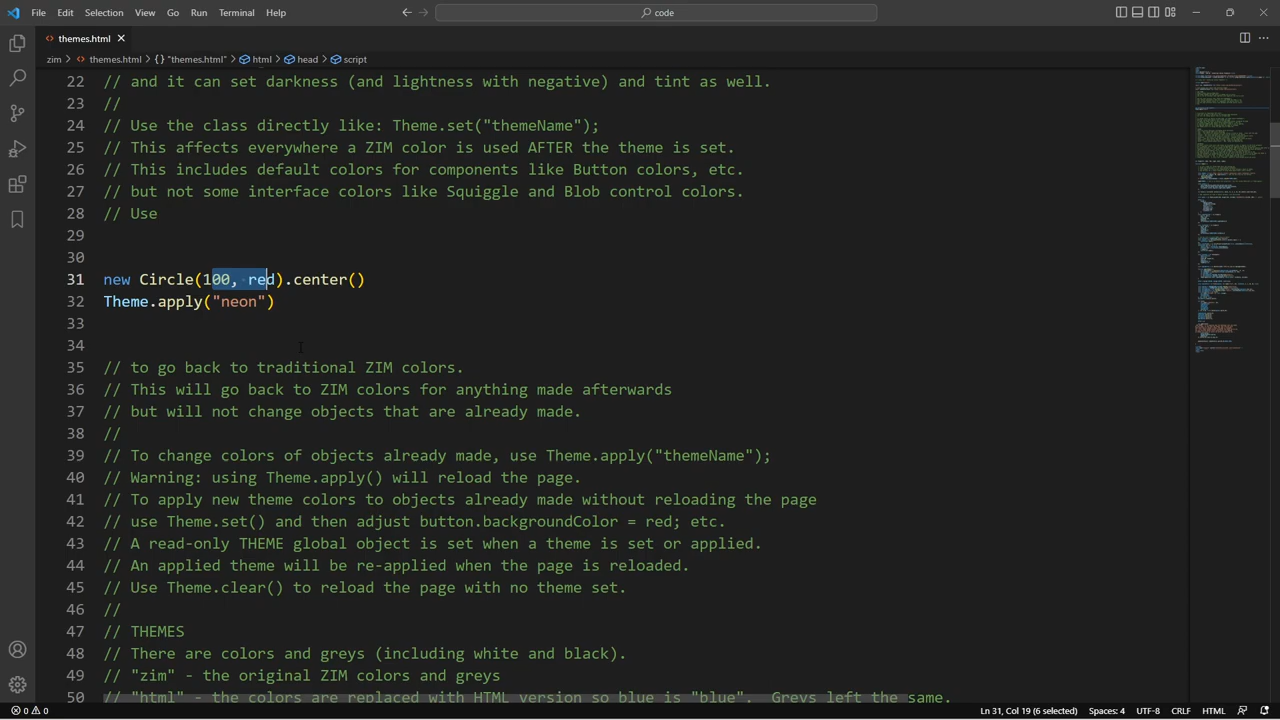 File Edit Selection View Go Run Terminal Help
code
themes.html
zim > themes.html > {} "themes.html" > html > head > script
22 // and it can set darkness (and lightness with negative) and tint as well.
23 //
24 // Use the class directly like: Theme.set("themeName");
25 // This affects everywhere a ZIM color is used AFTER the theme is set.
26 // This includes default colors for components like Button colors, etc.
27 // but not some interface colors like Squiggle and Blob control colors.
28 // Use
29
30
31 new Circle(100, red).center()
32 Theme.apply("neon")
33
34
35 // to go back to traditional ZIM colors.
36 // This will go back to ZIM colors for anything made afterwards
37 // but will not change objects that are already made.
38 //
39 // To change colors of objects already made, use Theme.apply("themeName");
40 // Warning: using Theme.apply() will reload the page.
41 // To apply new theme colors to objects already made without reloading the page
42 // use Theme.set() and then adjust button.backgroundColor = red; etc.
43 // A read-only THEME global object is set when a theme is set or applied.
44 // An applied theme will be re-applied when the page is reloaded.
45 // Use Theme.clear() to reload the page with no theme set.
46 //
47 // THEMES
48 // There are colors and greys (including white and black).
49 // "zim" - the original ZIM colors and greys
50 // "html" - the colors are replaced with HTML version so blue is "blue". Greys left the same.
0 0 Ln 31, Col 19 (6 selected) Spaces: 4 UTF-8 CRLF HTML